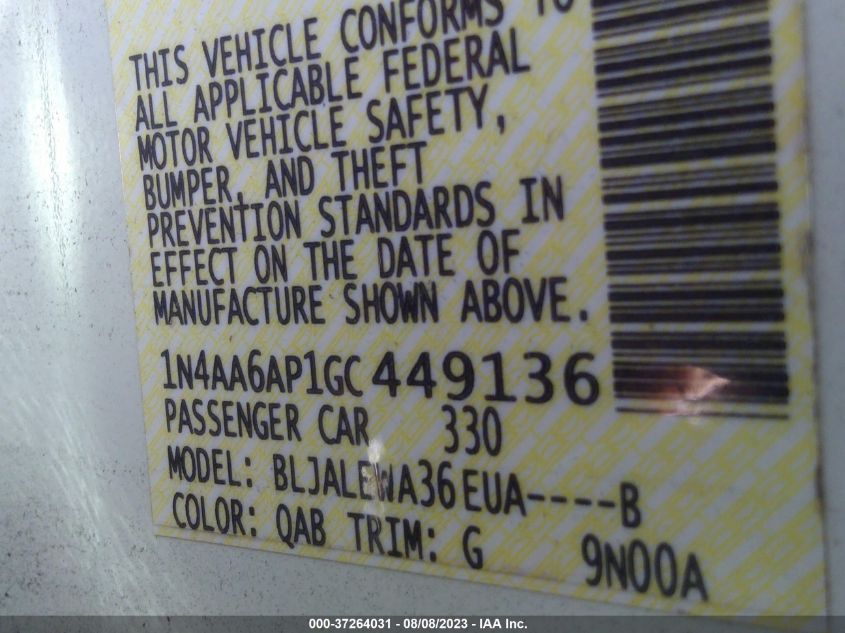 THIS VEHICLE CONFORMS TO
ALL APPLICABLE FEDERAL
MOTOR VEHICLE SAFETY,
BUMPER, AND THEFT
PREVENTION STANDARDS IN
EFFECT ON THE DATE OF
MANUFACTURE SHOWN ABOVE.
1N4AA6AP1GC449136
PASSENGER CAR 330
MODEL: BLJALEWA36EUA----B
COLOR: QAB TRIM: G 9N00A
000-37264031 - 08/08/2023 - IAA Inc.